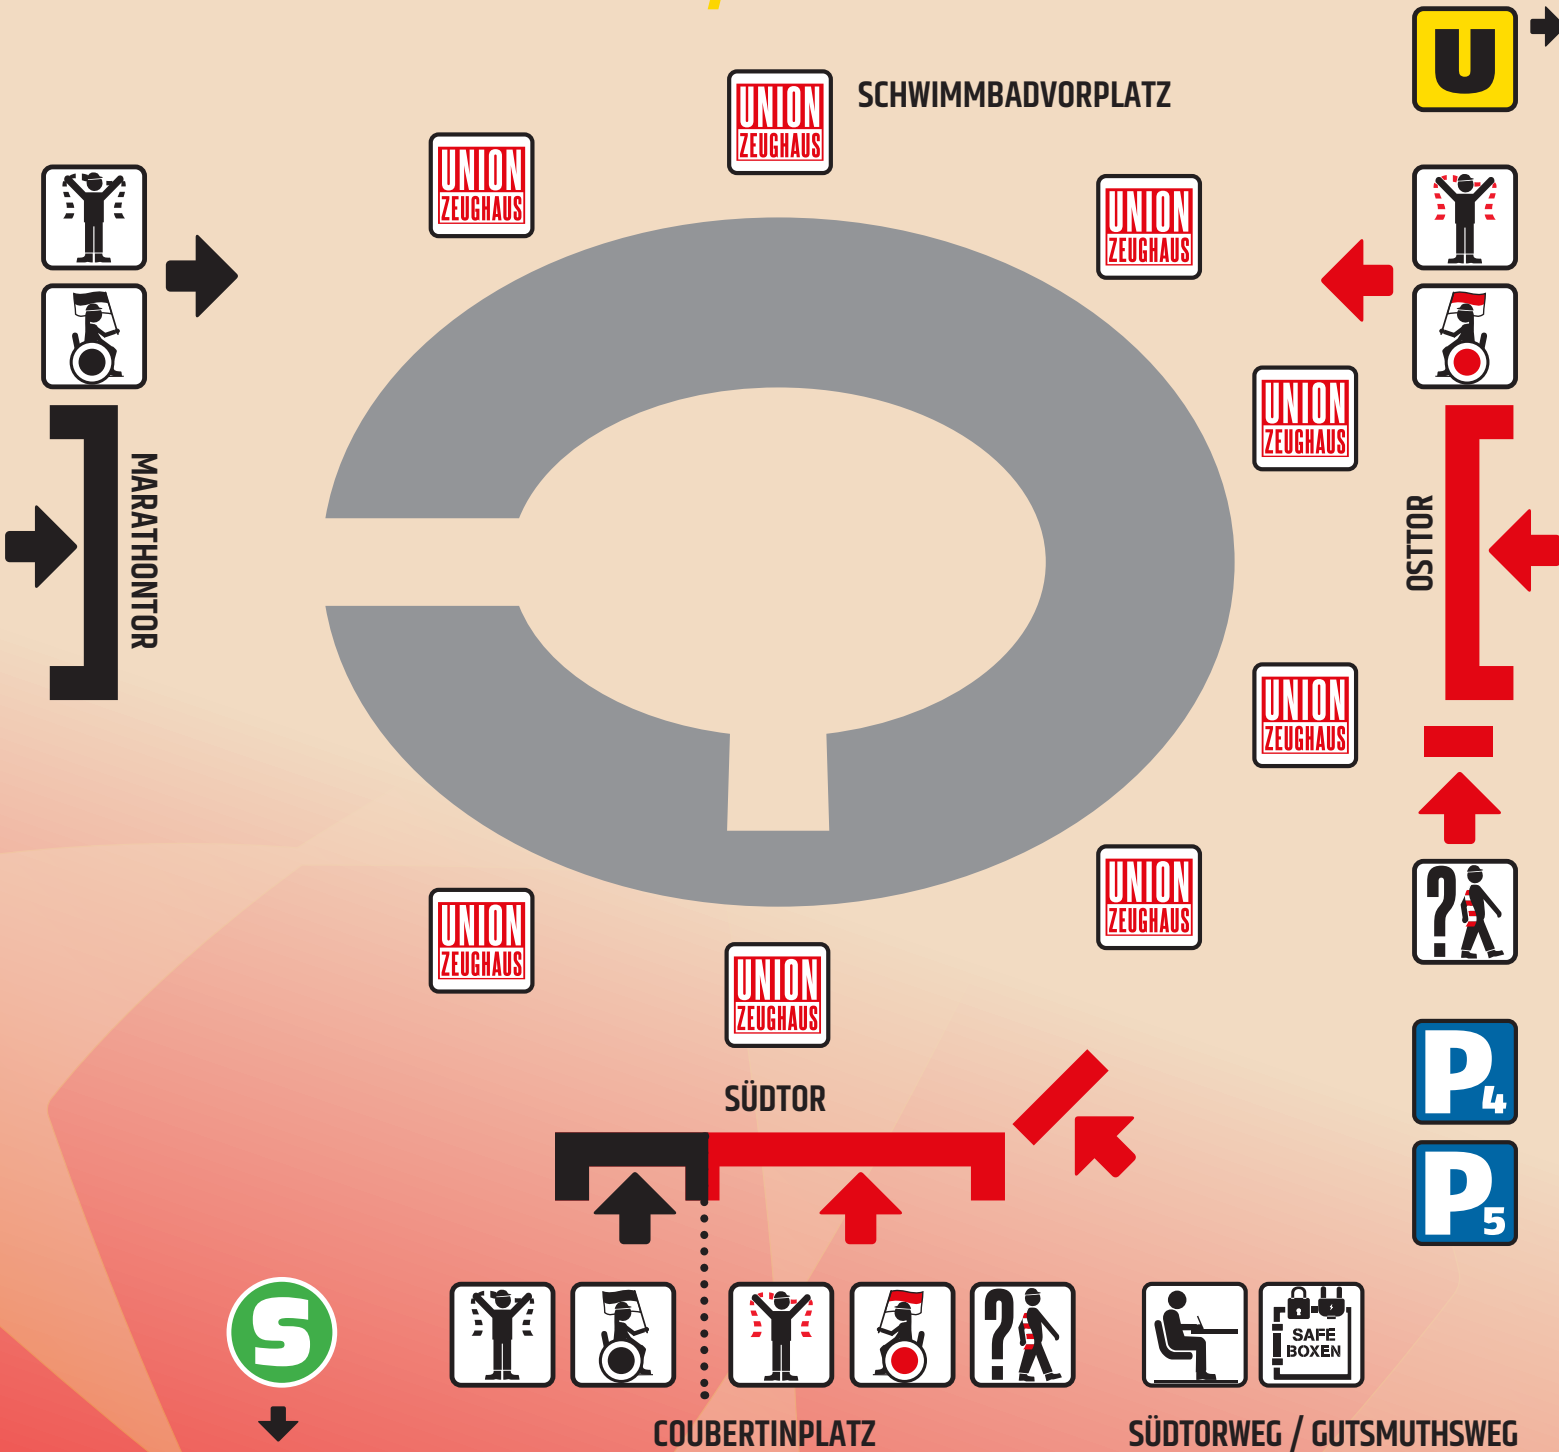 U
UNION
ZEUGHAUS
SCHWIMMBADVORPLATZ
UNION
ZEUGHAUS
UNION
ZEUGHAUS
UNION
ZEUGHAUS
MARATHONTOR
OSTTOR
UNION
ZEUGHAUS
UNION
ZEUGHAUS
?
UNION
ZEUGHAUS
UNION
ZEUGHAUS
P4
SÜDTOR
P5
S
?
SAFE
BOXEN
COUBERTINPLATZ
SÜDTORWEG / GUTSMUTHSWEG